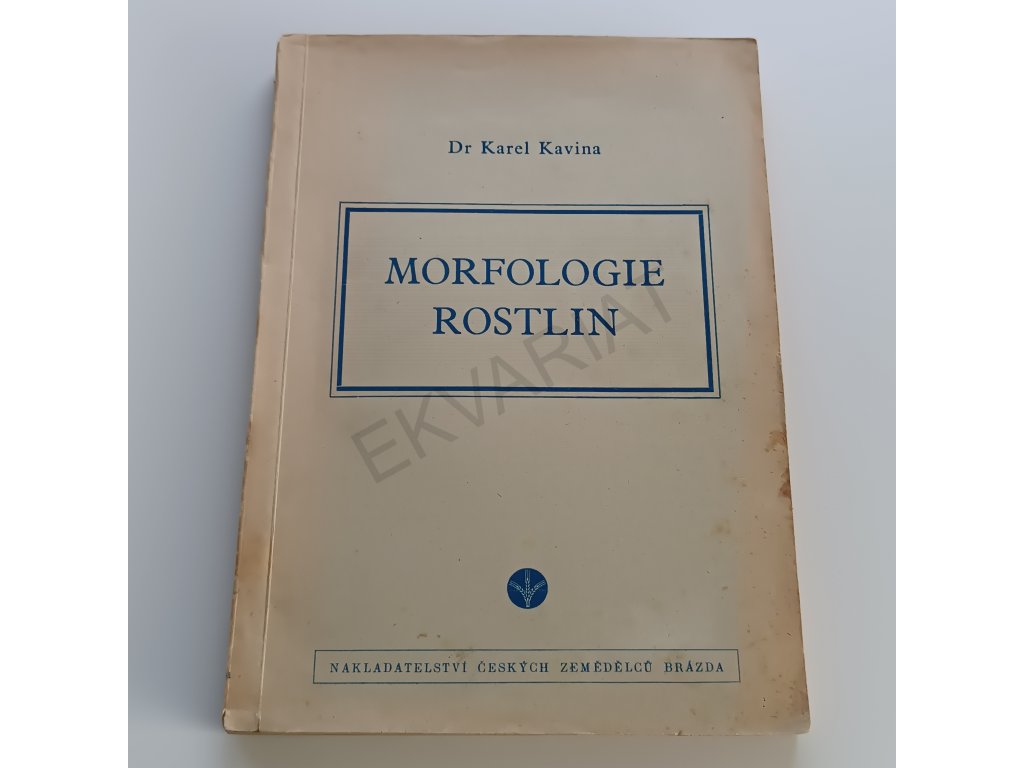 Dr Karel Kavina
MORFOLOGIE
ROSTLIN
EKVARIAT
NAKLADATELSTVÍ ČESKÝCH ZEMĚDĚLCŮ BRÁZDA